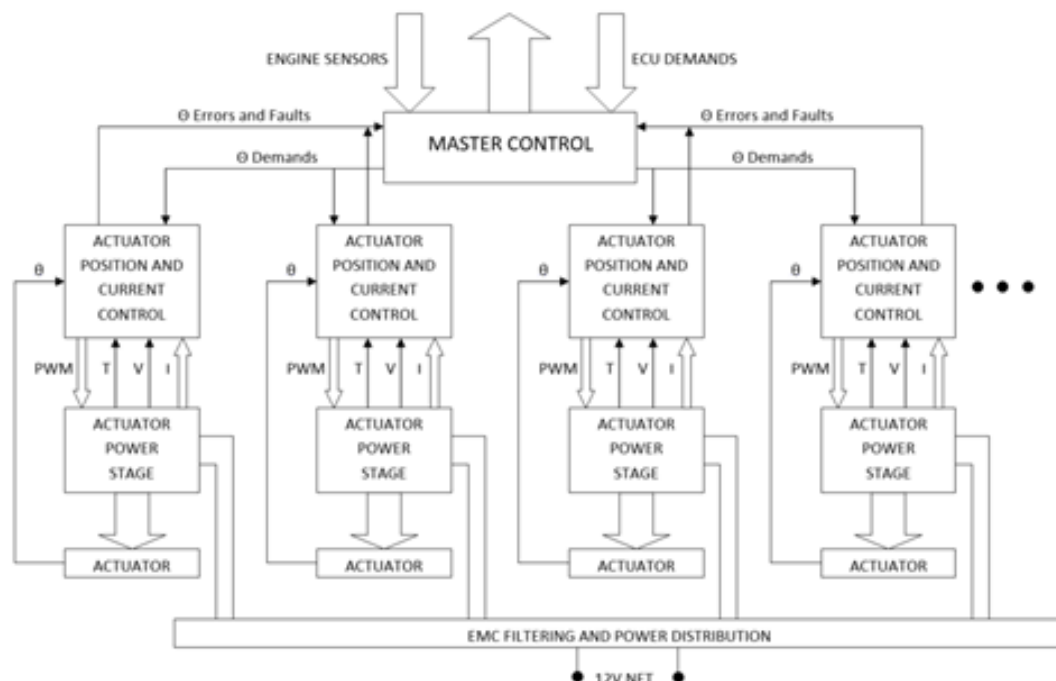 ENGINE SENSORS
ECU DEMANDS
Θ Errors and Faults
Θ Errors and Faults
MASTER CONTROL
Θ Demands
Θ Demands
ACTUATOR
POSITION AND
CURRENT
CONTROL
ACTUATOR
POSITION AND
CURRENT
CONTROL
ACTUATOR
POSITION AND
CURRENT
CONTROL
ACTUATOR
POSITION AND
CURRENT
CONTROL
θ
θ
θ
θ
PWM T V I
PWM T V I
PWM T V I
PWM T V I
ACTUATOR
POWER
STAGE
ACTUATOR
POWER
STAGE
ACTUATOR
POWER
STAGE
ACTUATOR
POWER
STAGE
ACTUATOR
ACTUATOR
ACTUATOR
ACTUATOR
EMC FILTERING AND POWER DISTRIBUTION
12V NET